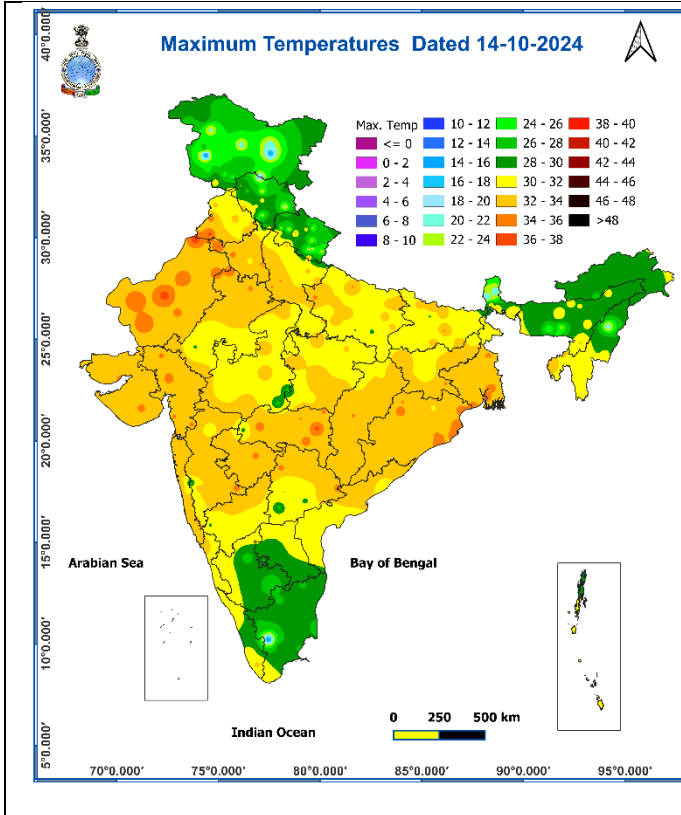 Maximum Temperatures Dated 14-10-2024
Max. Temp
<= 0
0 - 2
2 - 4
4 - 6
6 - 8
8 - 10
10 - 12
12 - 14
14 - 16
16 - 18
18 - 20
20 - 22
22 - 24
24 - 26
26 - 28
28 - 30
30 - 32
32 - 34
34 - 36
36 - 38
38 - 40
40 - 42
42 - 44
44 - 46
46 - 48
>48
40°0.000'
35°0.000'
30°0.000'
25°0.000'
20°0.000'
15°0.000'
10°0.000'
5°0.000'
Arabian Sea
Bay of Bengal
Indian Ocean
0 250 500 km
70°0.000' 75°0.000' 80°0.000' 85°0.000' 90°0.000' 95°0.000'